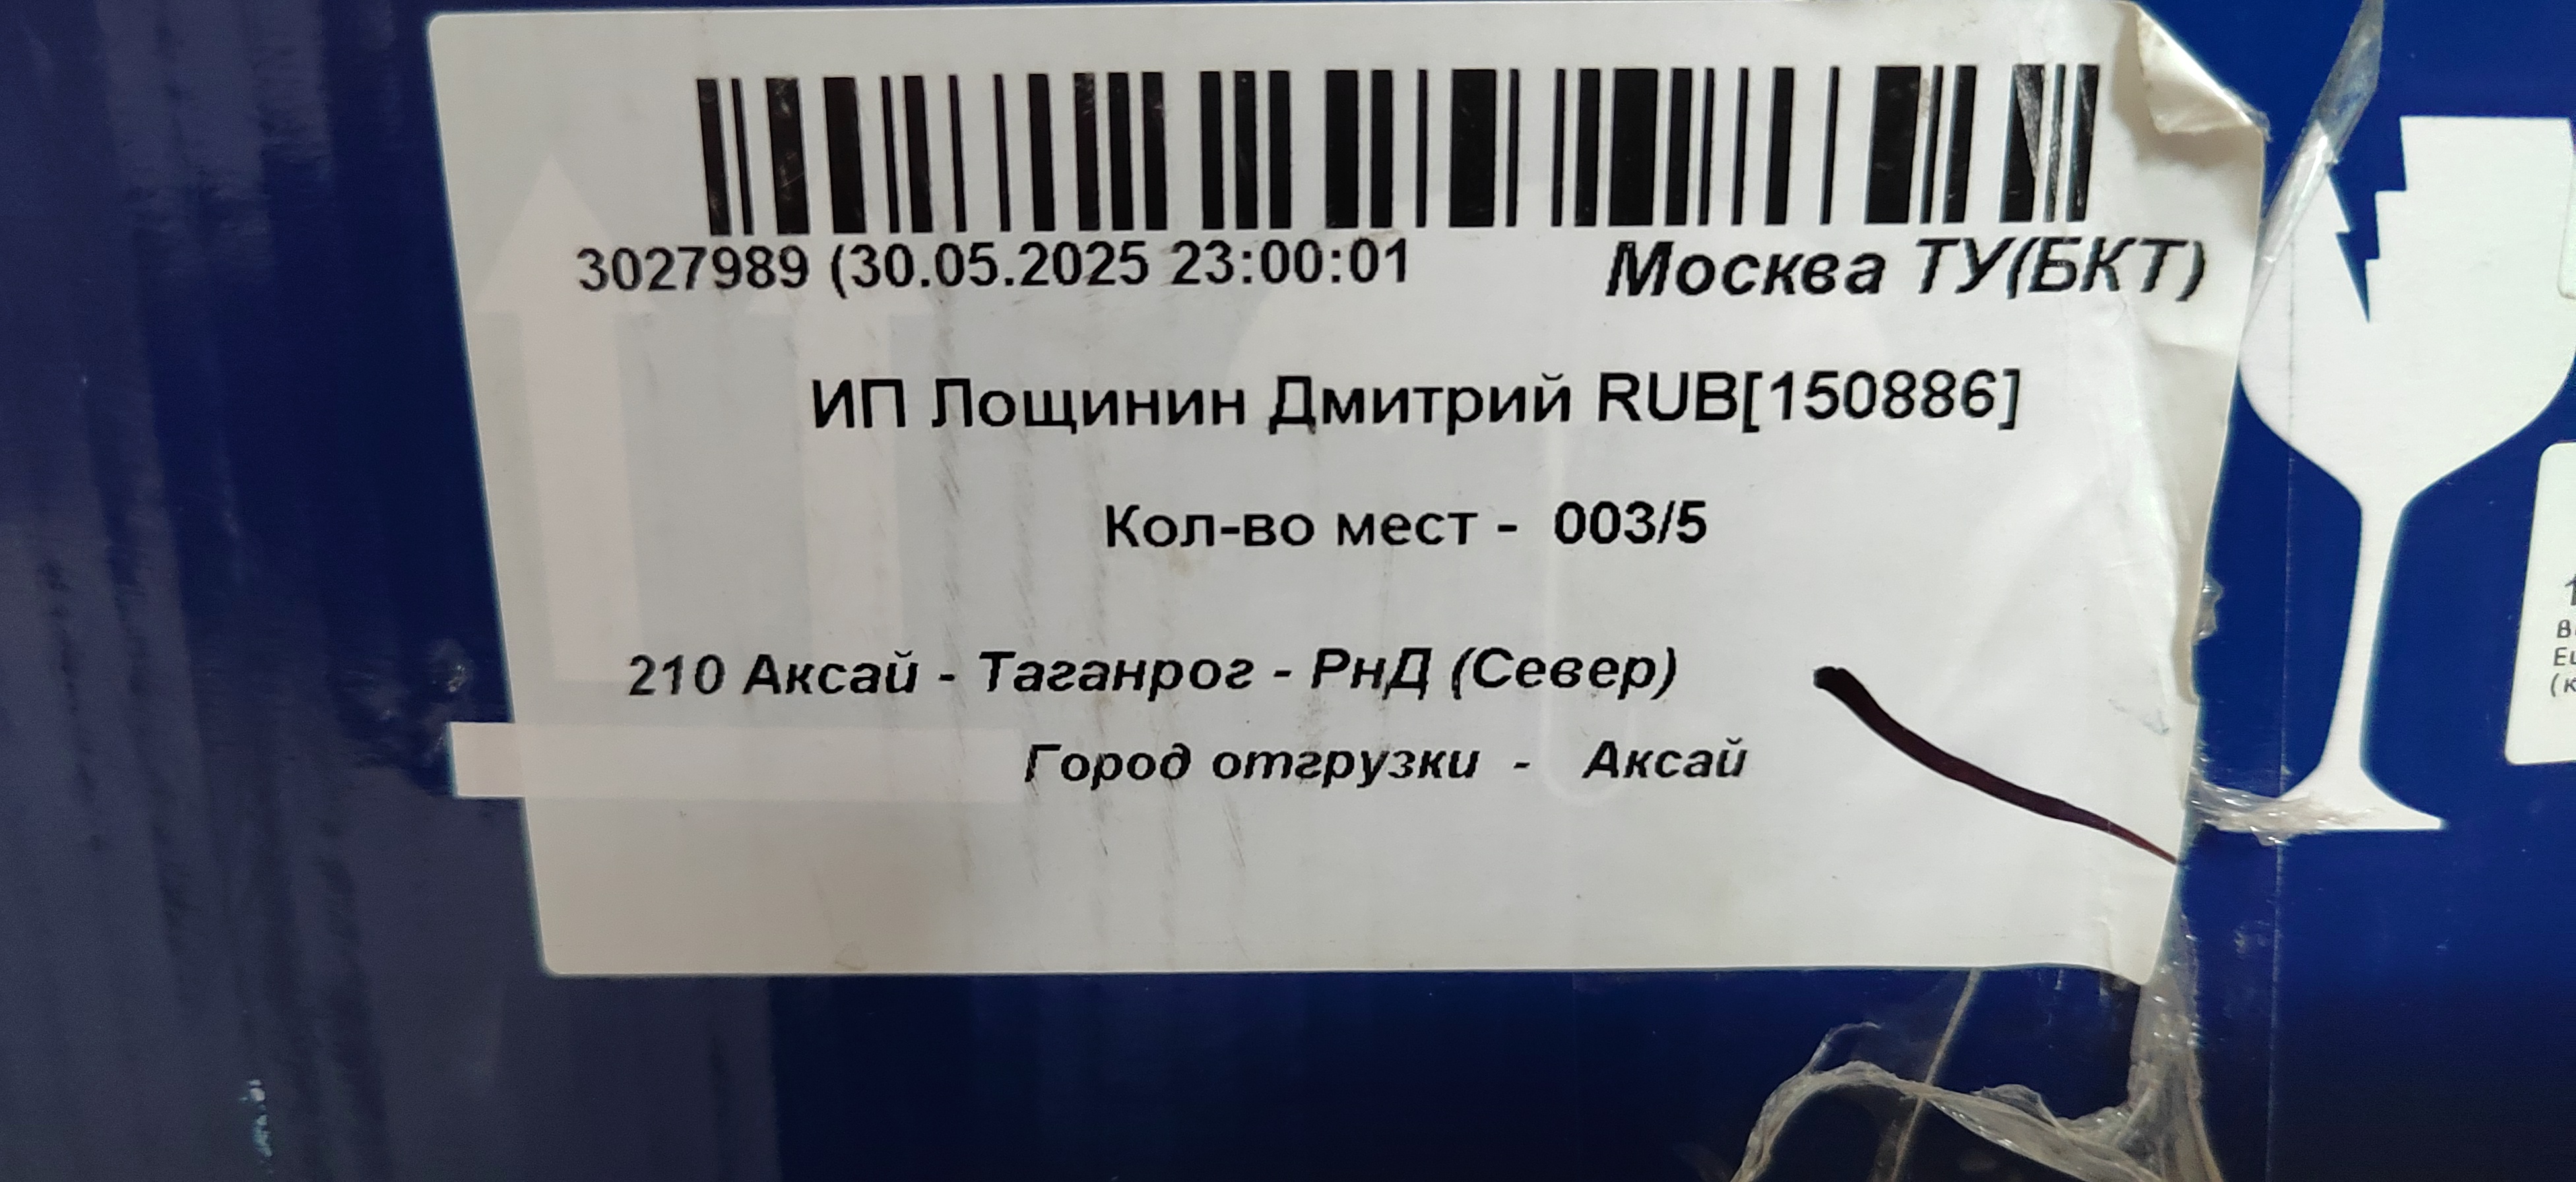 3027989 (30.05.2025 23:00:01 Москва ТУ(БКТ)
ИП Лощинин Дмитрий RUB[150886]
Кол-во мест - 003/5
210 Аксай - Таганрог - РнД (Север)
Город отгрузки - Аксай